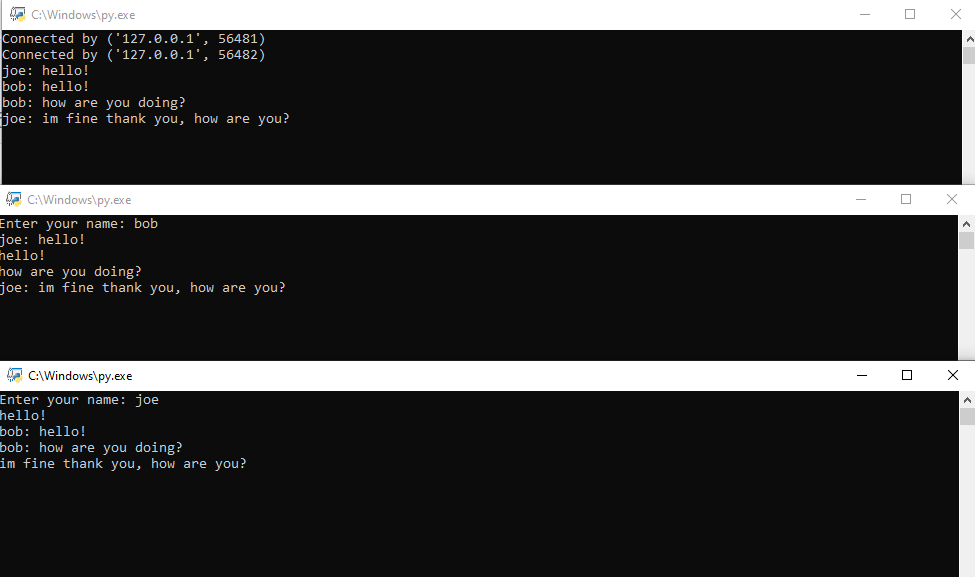 C:\Windows\py.exe
Connected by ('127.0.0.1', 56481)
Connected by ('127.0.0.1', 56482)
joe: hello!
bob: hello!
bob: how are you doing?
joe: im fine thank you, how are you?
C:\Windows\py.exe
Enter your name: bob
joe: hello!
hello!
how are you doing?
joe: im fine thank you, how are you?
C:\Windows\py.exe
Enter your name: joe
hello!
bob: hello!
bob: how are you doing?
im fine thank you, how are you?